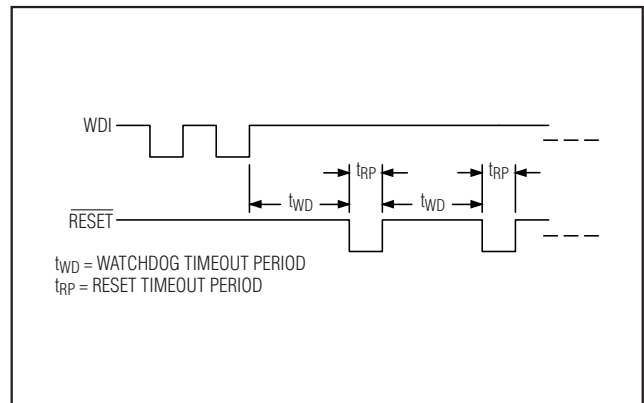 WDI
tRP tRP
tWD tWD
RESET
tWD = WATCHDOG TIMEOUT PERIOD
tRP = RESET TIMEOUT PERIOD